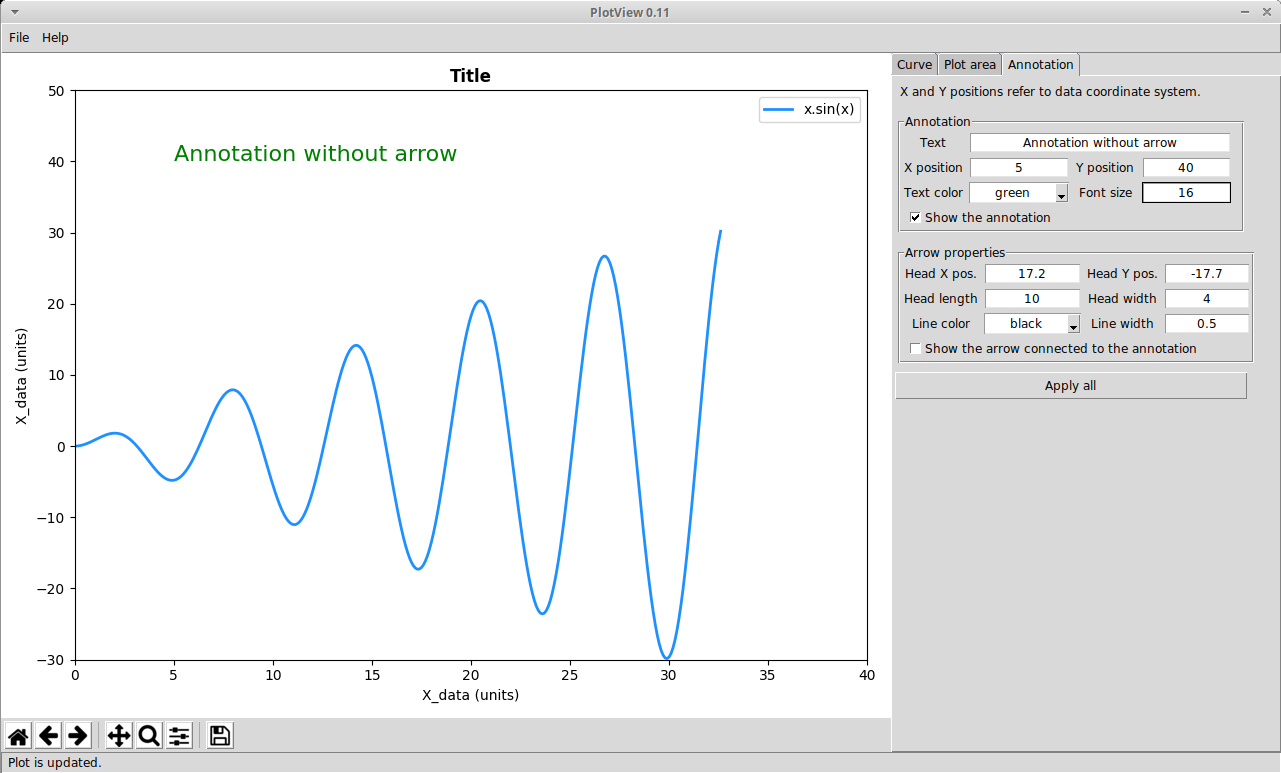 PlotView 0.11
File Help
Curve Plot area Annotation
Title
x.sin(x)
Annotation without arrow
50
40
30
20
10
0
−10
−20
−30
X_data (units)
0 5 10 15 20 25 30 35 40
X_data (units)
X and Y positions refer to data coordinate system.
Annotation
Text Annotation without arrow
X position 5 Y position 40
Text color green Font size 16
Show the annotation
Arrow properties
Head X pos. 17.2 Head Y pos. -17.7
Head length 10 Head width 4
Line color black Line width 0.5
Show the arrow connected to the annotation
Apply all
Plot is updated.